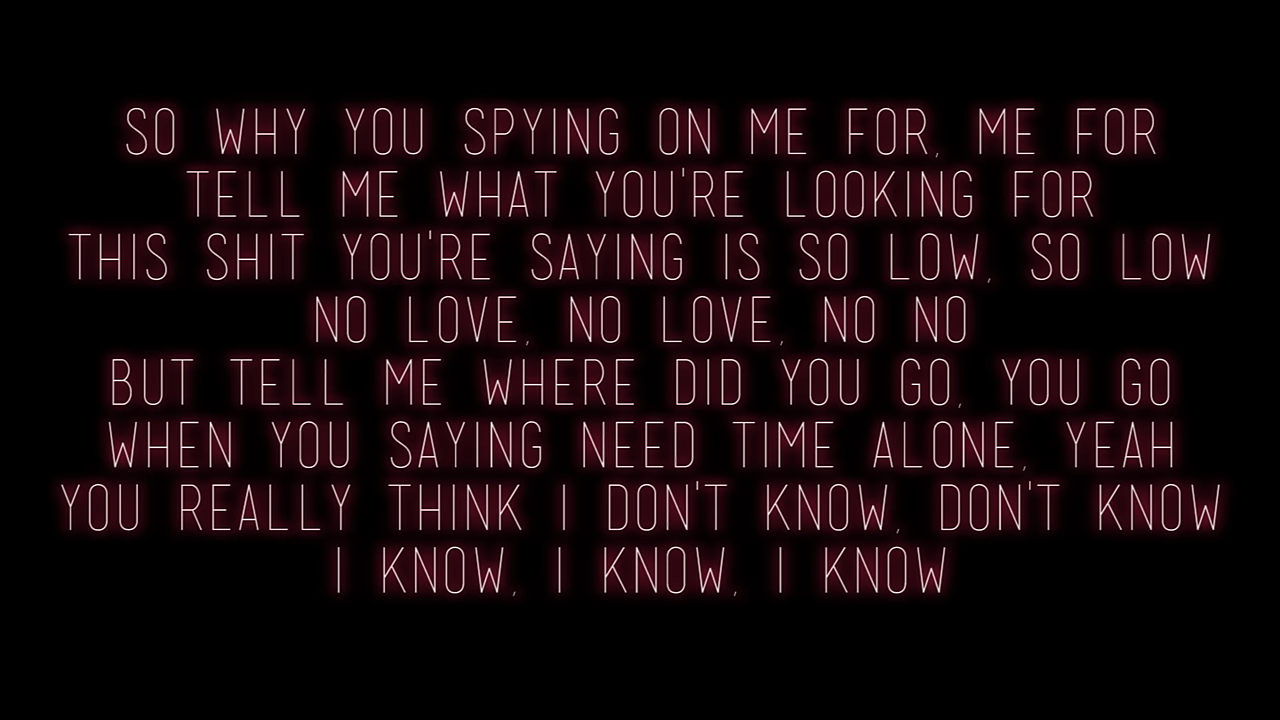 SO WHY YOU SPYING ON ME FOR, ME FOR
TELL ME WHAT YOU'RE LOOKING FOR
THIS SHIT YOU'RE SAYING IS SO LOW, SO LOW
NO LOVE, NO LOVE, NO NO
BUT TELL ME WHERE DID YOU GO, YOU GO
WHEN YOU SAYING NEED TIME ALONE, YEAH
YOU REALLY THINK I DON'T KNOW, DON'T KNOW
I KNOW, I KNOW, I KNOW